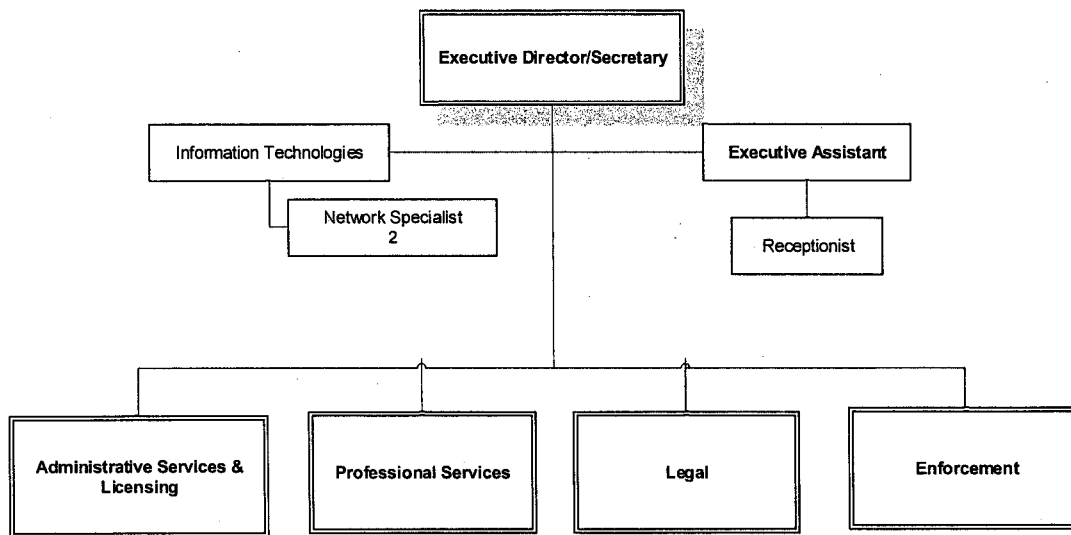 Executive Director/Secretary
Information Technologies
Executive Assistant
Network Specialist
2
Receptionist
Administrative Services &
Licensing
Professional Services
Legal
Enforcement